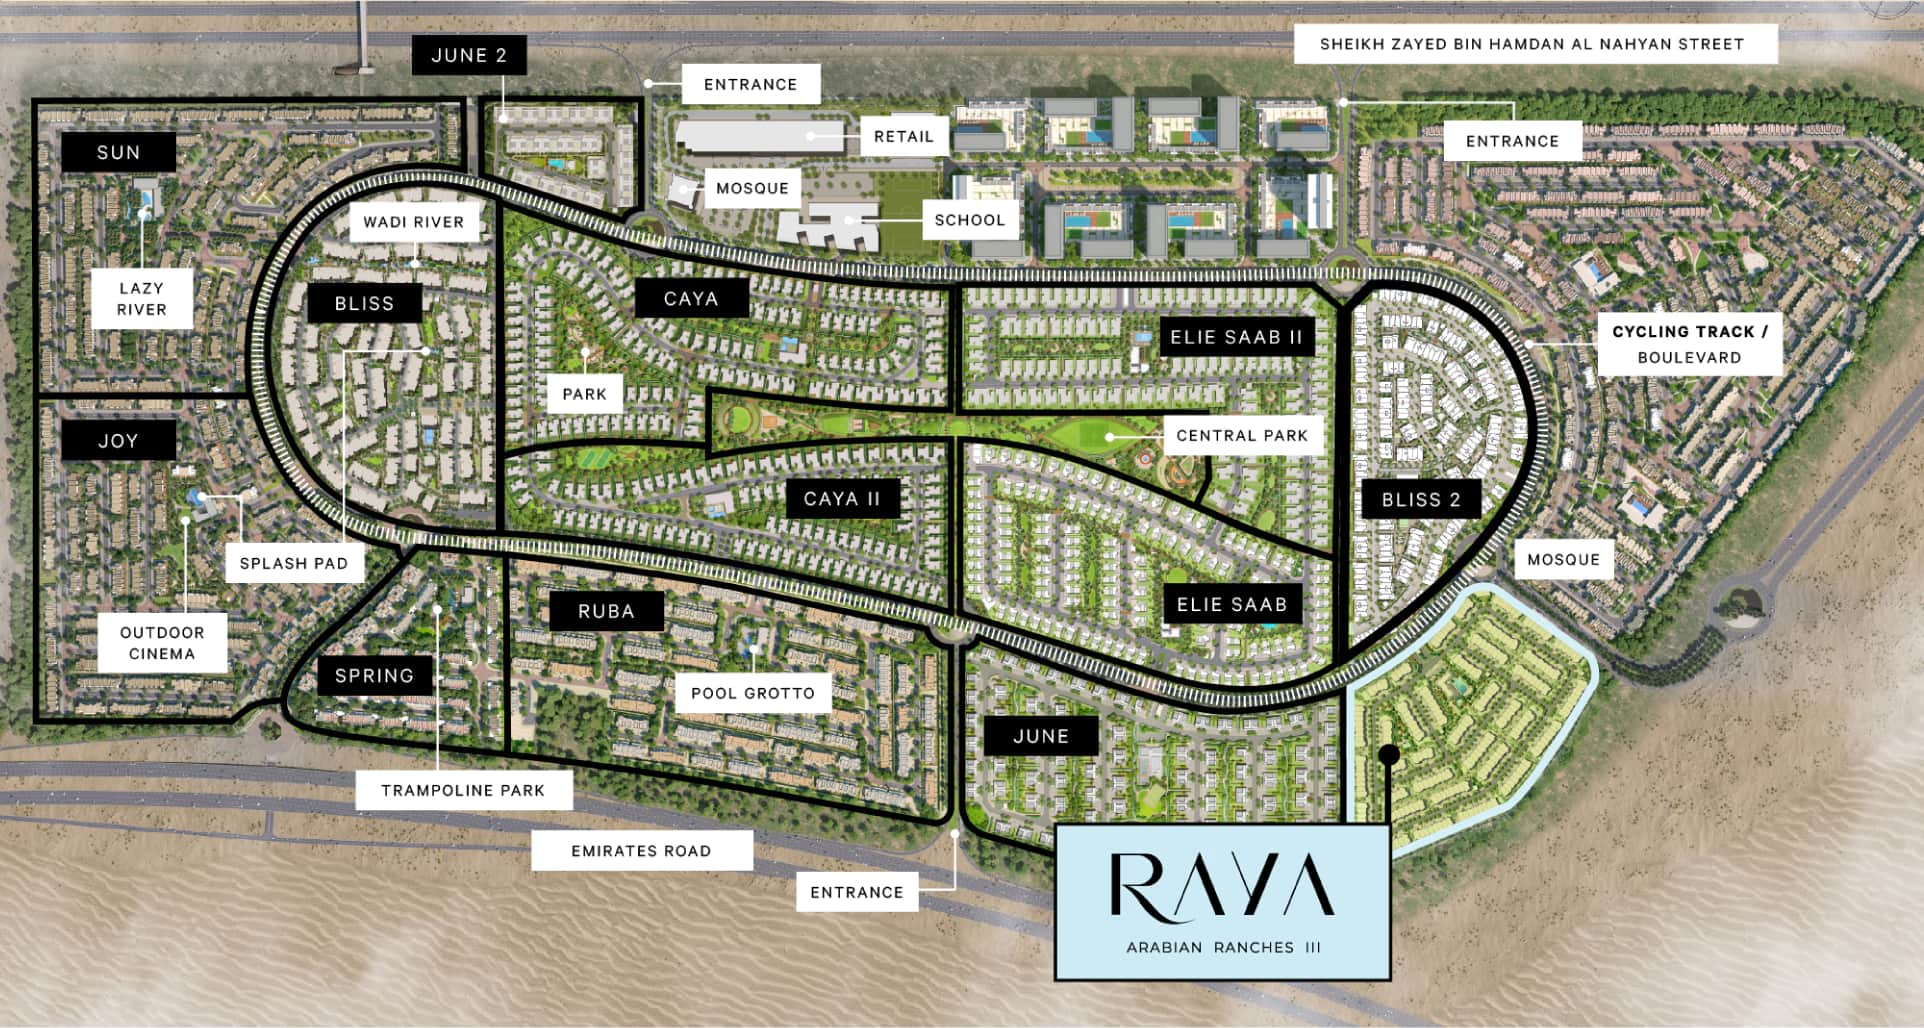 JUNE 2
SHEIKH ZAYED BIN HAMDAN AL NAHYAN STREET
ENTRANCE
RETAIL
ENTRANCE
SUN
MOSQUE
SCHOOL
WADI RIVER
LAZY
RIVER
BLISS
CAYA
ELIE SAAB II
CYCLING TRACK /
BOULEVARD
PARK
JOY
CENTRAL PARK
CAYA II
BLISS 2
SPLASH PAD
MOSQUE
RUBA
ELIE SAAB
OUTDOOR
CINEMA
SPRING
POOL GROTTO
JUNE
TRAMPOLINE PARK
EMIRATES ROAD
ENTRANCE
RAYA
ARABIAN RANCHES III